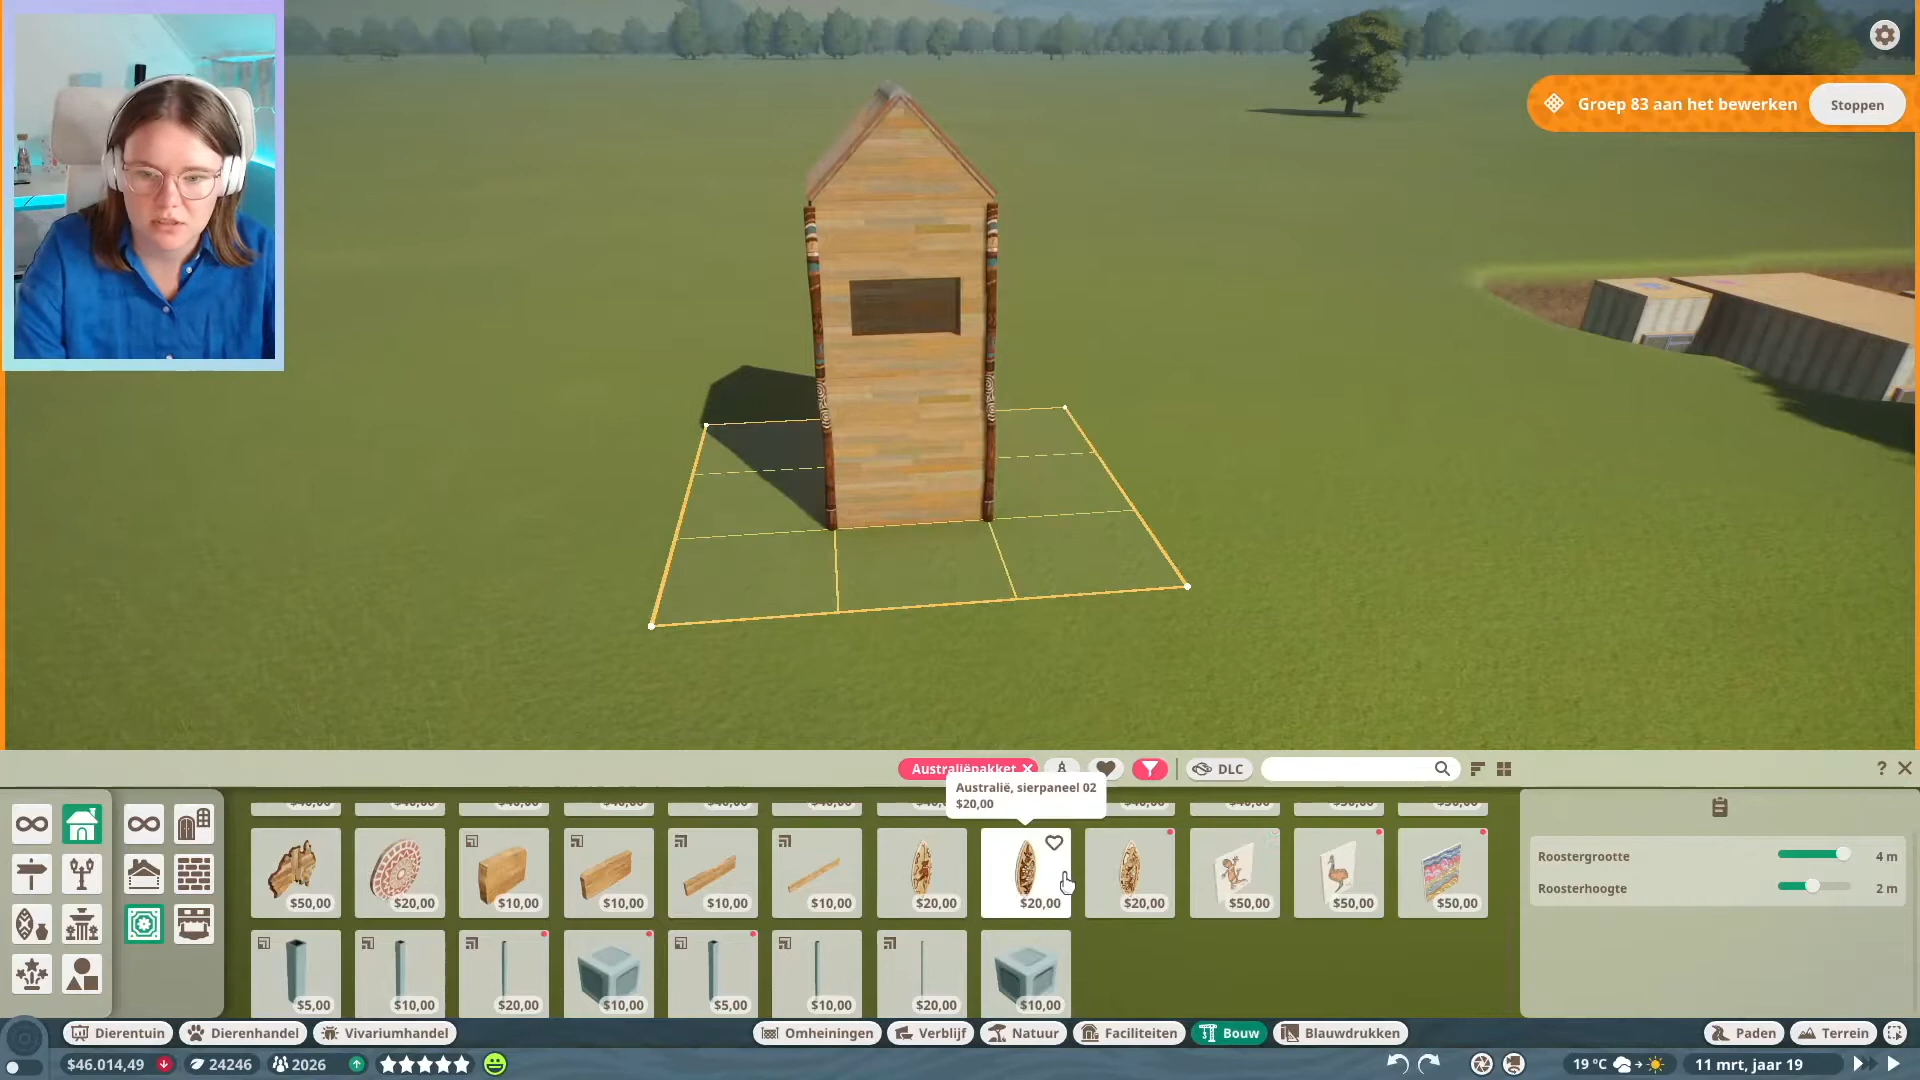 Groep 83 aan het bewerken
Stoppen
Australiëpakket
DLC
?
Australië, sierpaneel 02
$20,00
$50,00
$20,00
$10,00
$10,00
$10,00
$10,00
$20,00
$20,00
$20,00
$50,00
$50,00
$50,00
$5,00
$10,00
$20,00
$10,00
$5,00
$10,00
$20,00
$10,00
Roostergrootte
4 m
Roosterhoogte
2 m
Dierentuin
Dierenhandel
Vivariumhandel
Omheiningen
Verblijf
Natuur
Faciliteiten
Bouw
Blauwdrukken
Paden
Terrein
$46.014,49
24246
2026
19 °C
11 mrt, jaar 19